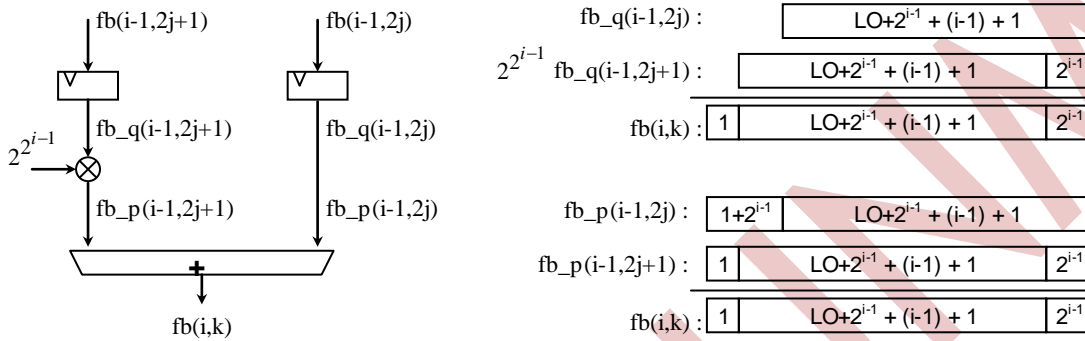 fb(i-1,2j+1) fb(i-1,2j)
fb_q(i-1,2j+1) fb_q(i-1,2j)
2^{2^{i-1}}
fb_p(i-1,2j+1) fb_p(i-1,2j)
+
fb(i,k)
fb_q(i-1,2j) : LO+2^{i-1} + (i-1) + 1
2^{2^{i-1}} fb_q(i-1,2j+1) : LO+2^{i-1} + (i-1) + 1 2^{i-1}
fb(i,k) : 1 LO+2^{i-1} + (i-1) + 1 2^{i-1}
fb_p(i-1,2j) : 1+2^{i-1} LO+2^{i-1} + (i-1) + 1
fb_p(i-1,2j+1) : 1 LO+2^{i-1} + (i-1) + 1 2^{i-1}
fb(i,k) : 1 LO+2^{i-1} + (i-1) + 1 2^{i-1}